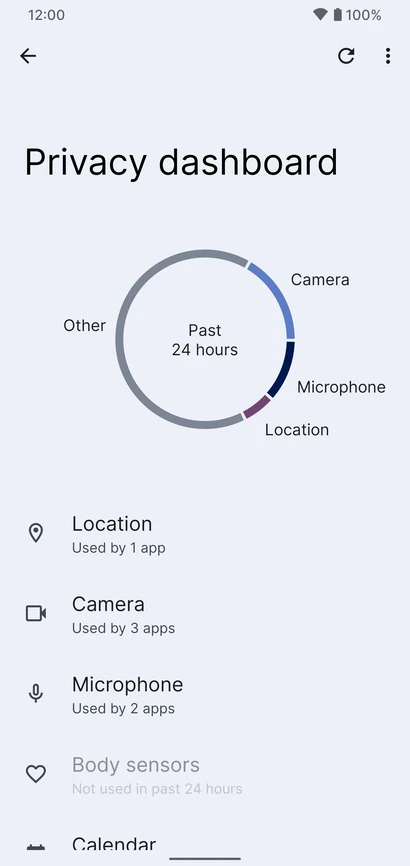 12:00
100%
Privacy dashboard
Camera
Other
Past
24 hours
Microphone
Location
Location
Used by 1 app
Camera
Used by 3 apps
Microphone
Used by 2 apps
Body sensors
Not used in past 24 hours
Calendar